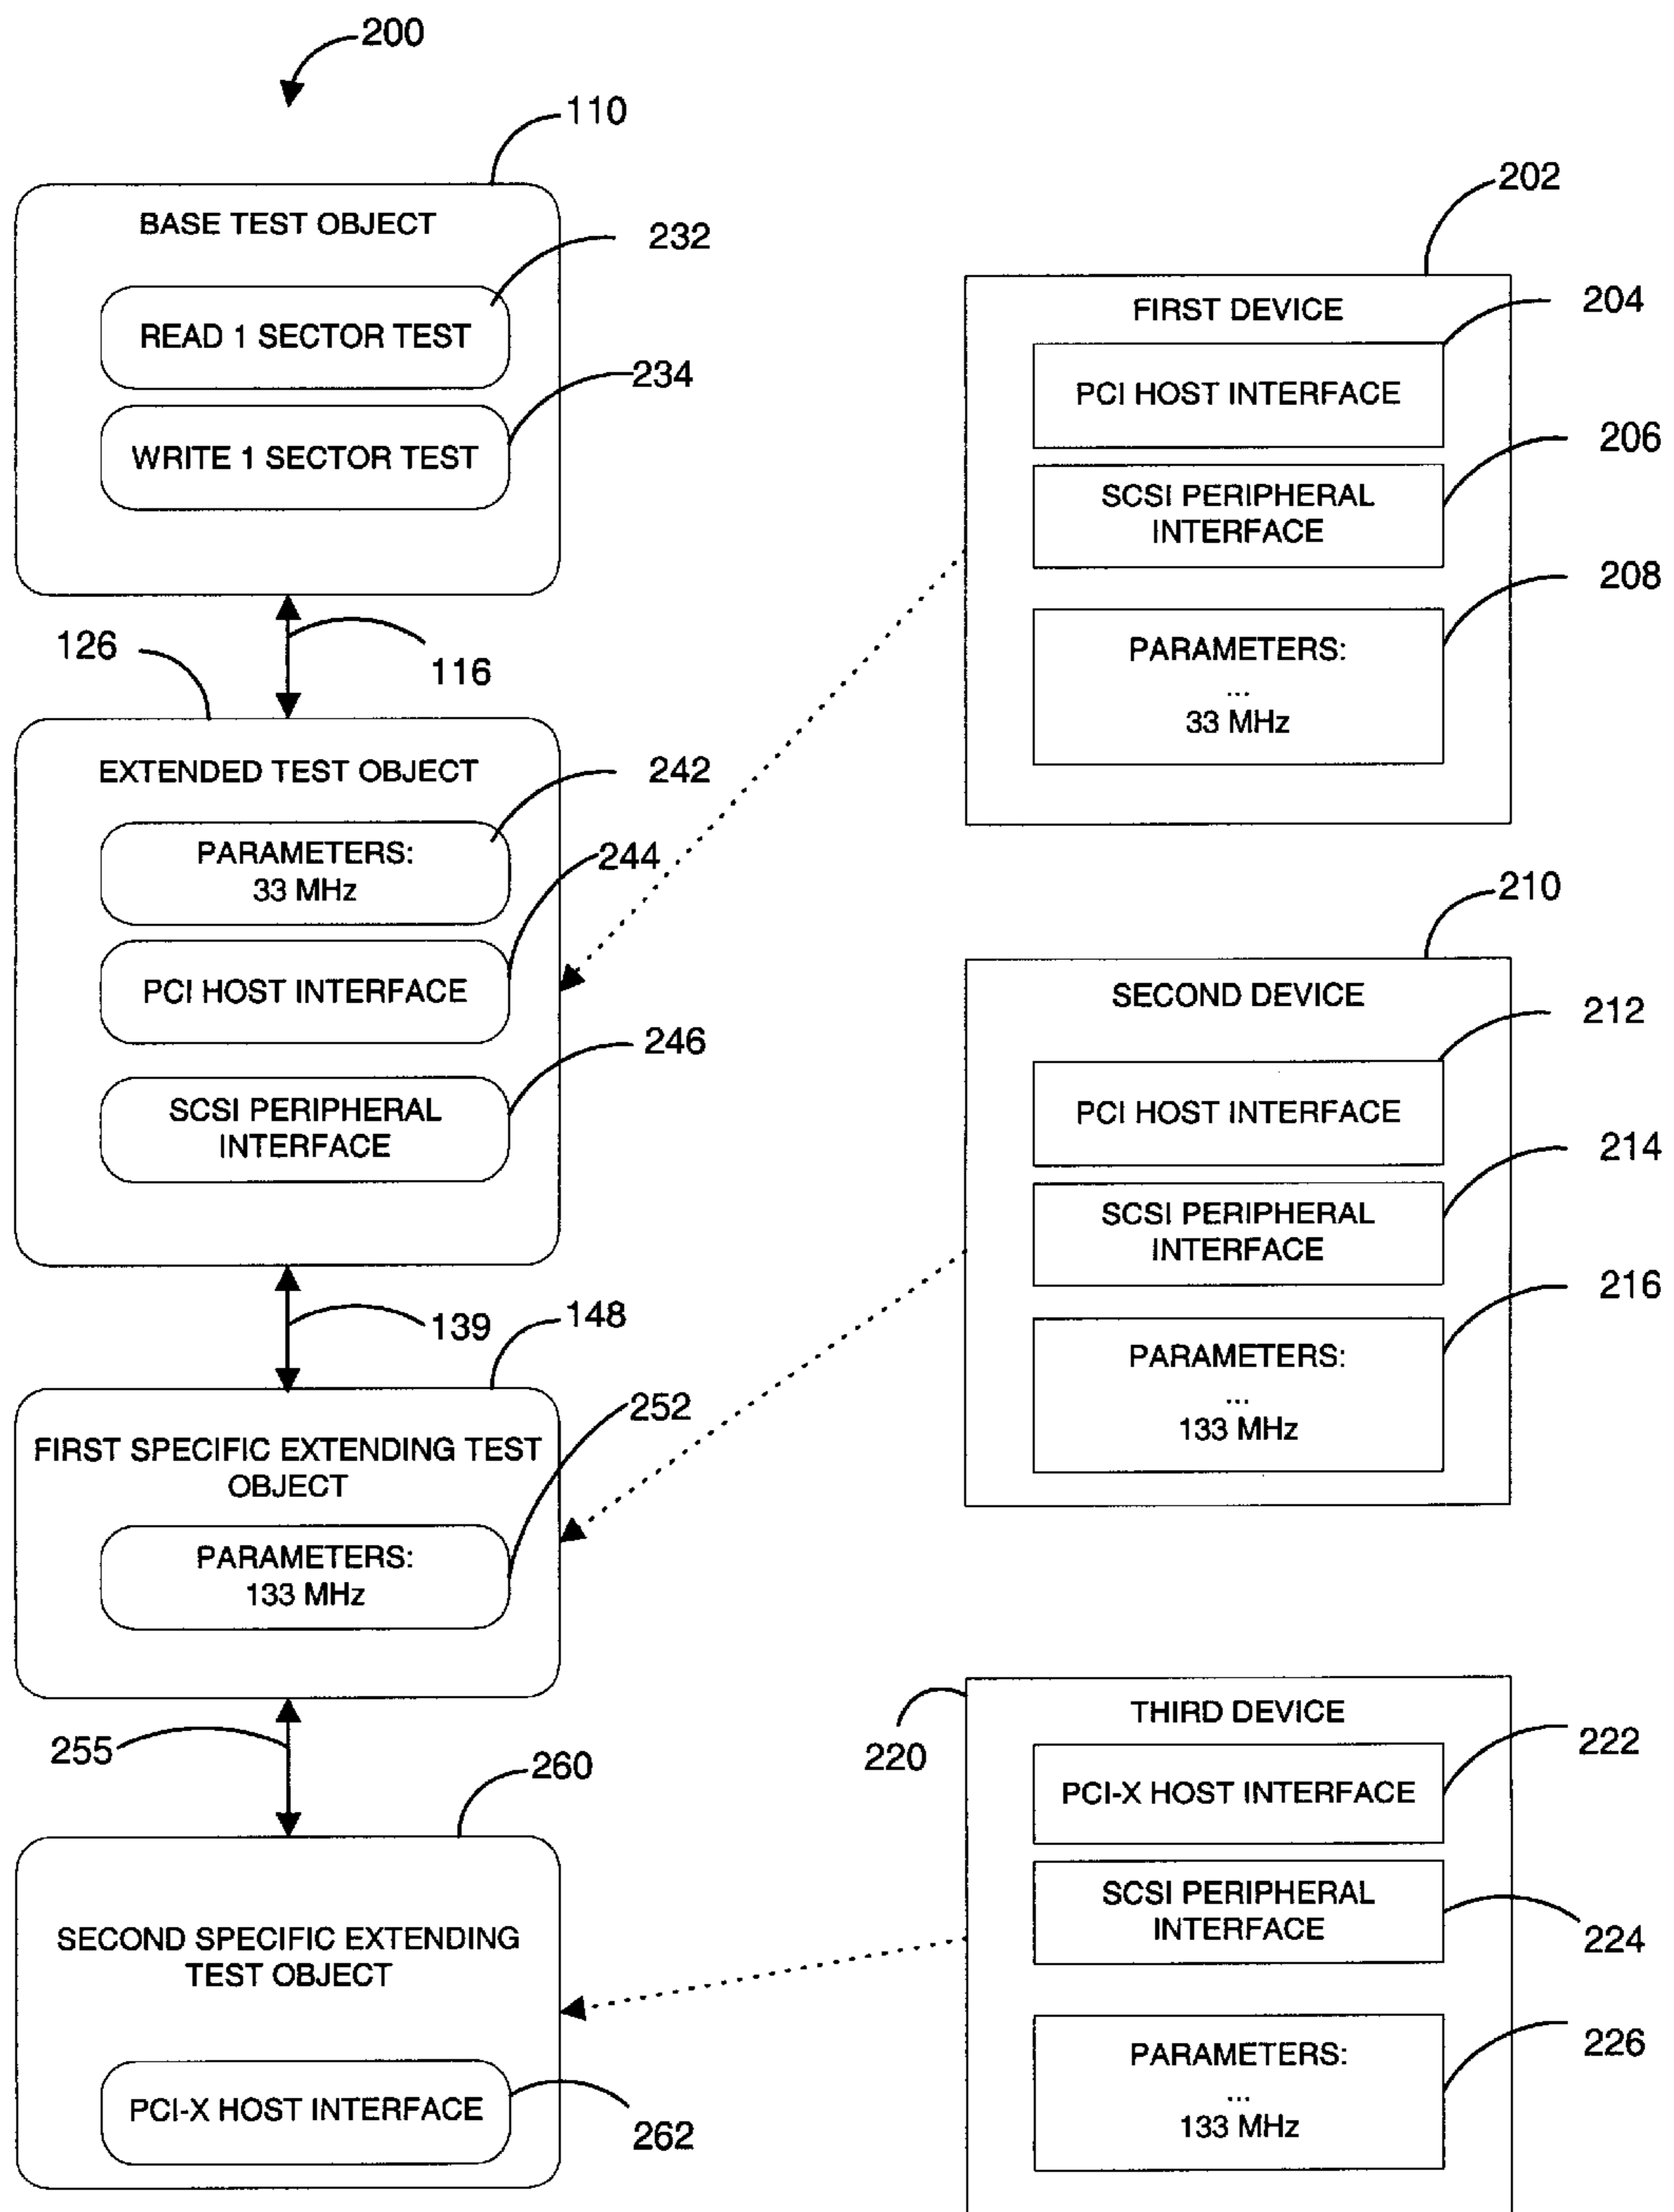 200
110
BASE TEST OBJECT
232
READ 1 SECTOR TEST
234
WRITE 1 SECTOR TEST
126
116
EXTENDED TEST OBJECT
242
PARAMETERS:
33 MHz
244
PCI HOST INTERFACE
246
SCSI PERIPHERAL
INTERFACE
139
148
FIRST SPECIFIC EXTENDING TEST
OBJECT
252
PARAMETERS:
133 MHz
255
260
SECOND SPECIFIC EXTENDING
TEST OBJECT
PCI-X HOST INTERFACE
262
202
FIRST DEVICE
204
PCI HOST INTERFACE
206
SCSI PERIPHERAL
INTERFACE
208
PARAMETERS:
...
33 MHz
210
SECOND DEVICE
212
PCI HOST INTERFACE
214
SCSI PERIPHERAL
INTERFACE
216
PARAMETERS:
...
133 MHz
220
THIRD DEVICE
222
PCI-X HOST INTERFACE
SCSI PERIPHERAL
INTERFACE
224
226
PARAMETERS:
...
133 MHz